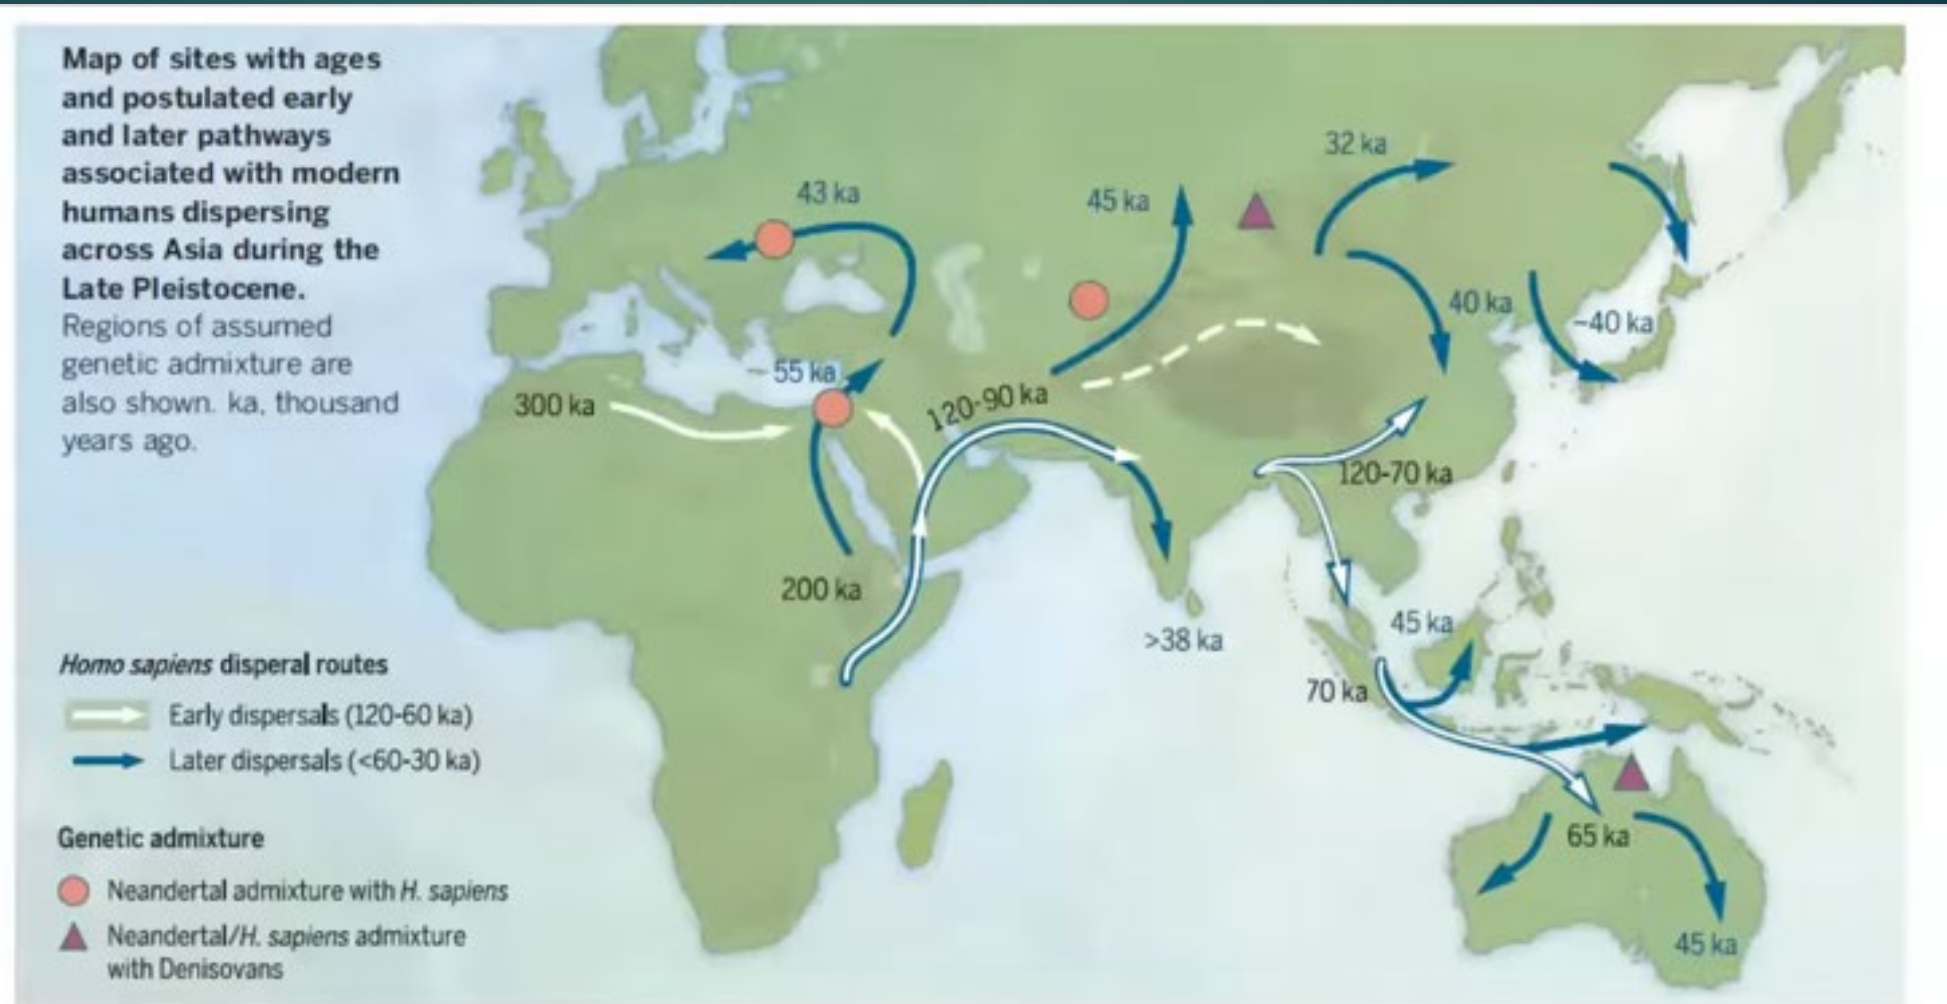 Map of sites with ages
and postulated early
and later pathways
associated with modern
humans dispersing
across Asia during the
Late Pleistocene.
Regions of assumed
genetic admixture are
also shown. ka, thousand
years ago.
32 ka
43 ka
45 ka
40 ka
~40 ka
~55 ka
300 ka
120-90 ka
120-70 ka
200 ka
>38 ka
45 ka
70 ka
65 ka
45 ka
Homo sapiens disperal routes
Early dispersals (120-60 ka)
Later dispersals (<60-30 ka)
Genetic admixture
Neandertal admixture with H. sapiens
Neandertal/H. sapiens admixture
with Denisovans